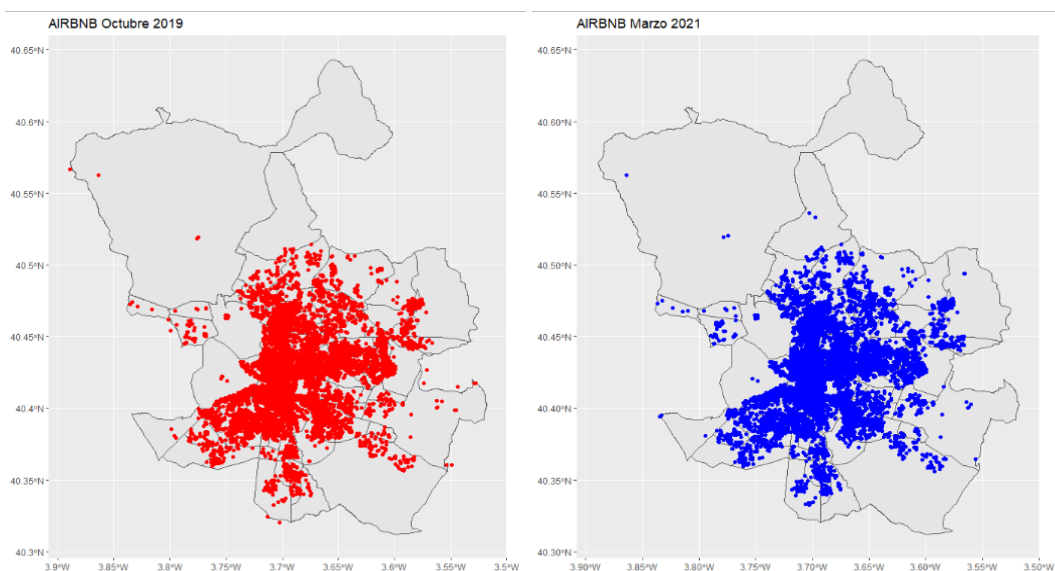 AIRBNB Octubre 2019
40.65°N
40.6°N
40.55°N
40.5°N
40.45°N
40.4°N
40.35°N
40.3°N
3.9°W 3.85°W 3.8°W 3.75°W 3.7°W 3.65°W 3.6°W 3.55°W 3.5°W
AIRBNB Marzo 2021
40.65°N
40.60°N
40.55°N
40.50°N
40.45°N
40.40°N
40.35°N
40.30°N
3.90°W 3.85°W 3.80°W 3.75°W 3.70°W 3.65°W 3.60°W 3.55°W 3.50°W